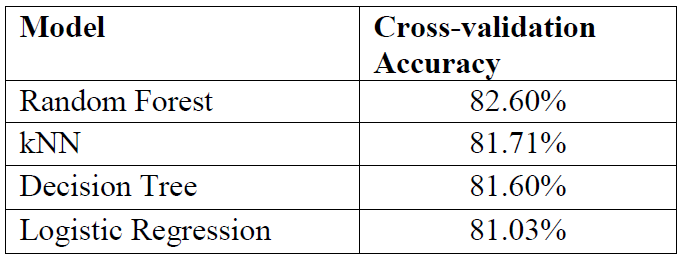 Model Cross-validation
Accuracy
Random Forest 82.60%
kNN 81.71%
Decision Tree 81.60%
Logistic Regression 81.03%